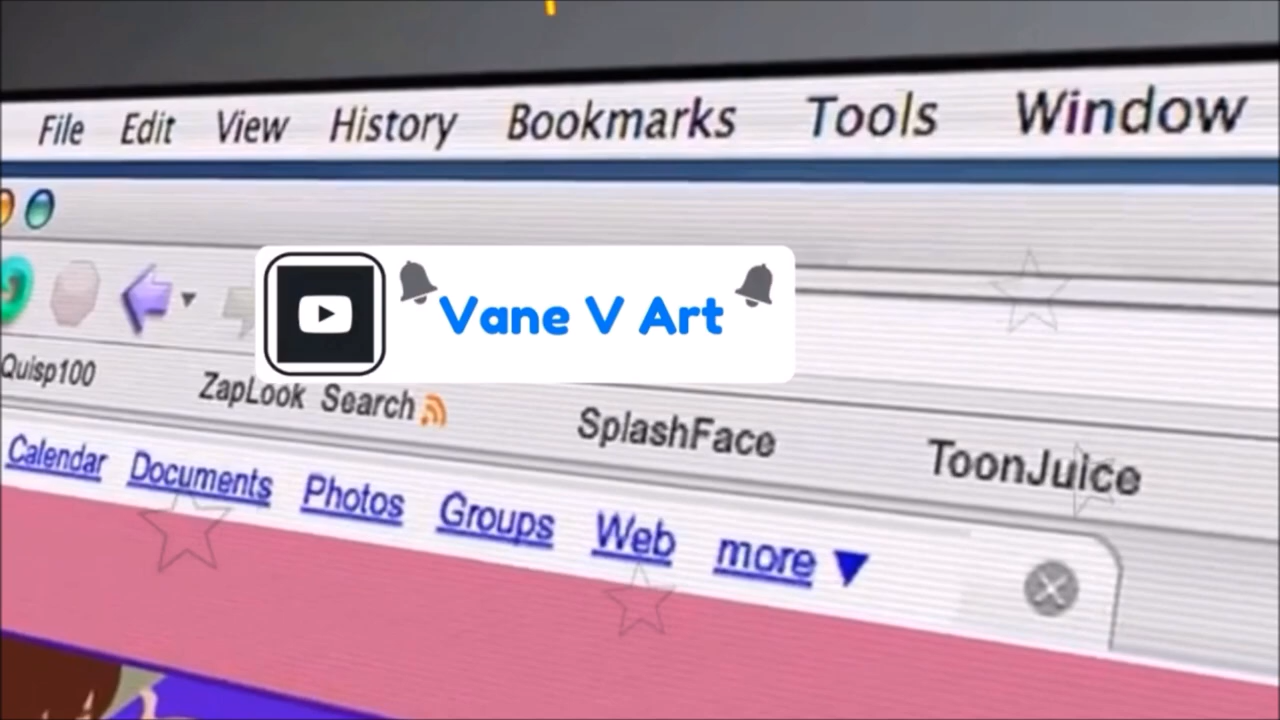 File Edit View History Bookmarks Tools Window
Vane V Art
Quisp100 ZapLook Search SplashFace ToonJuice
Calendar Documents Photos Groups Web more